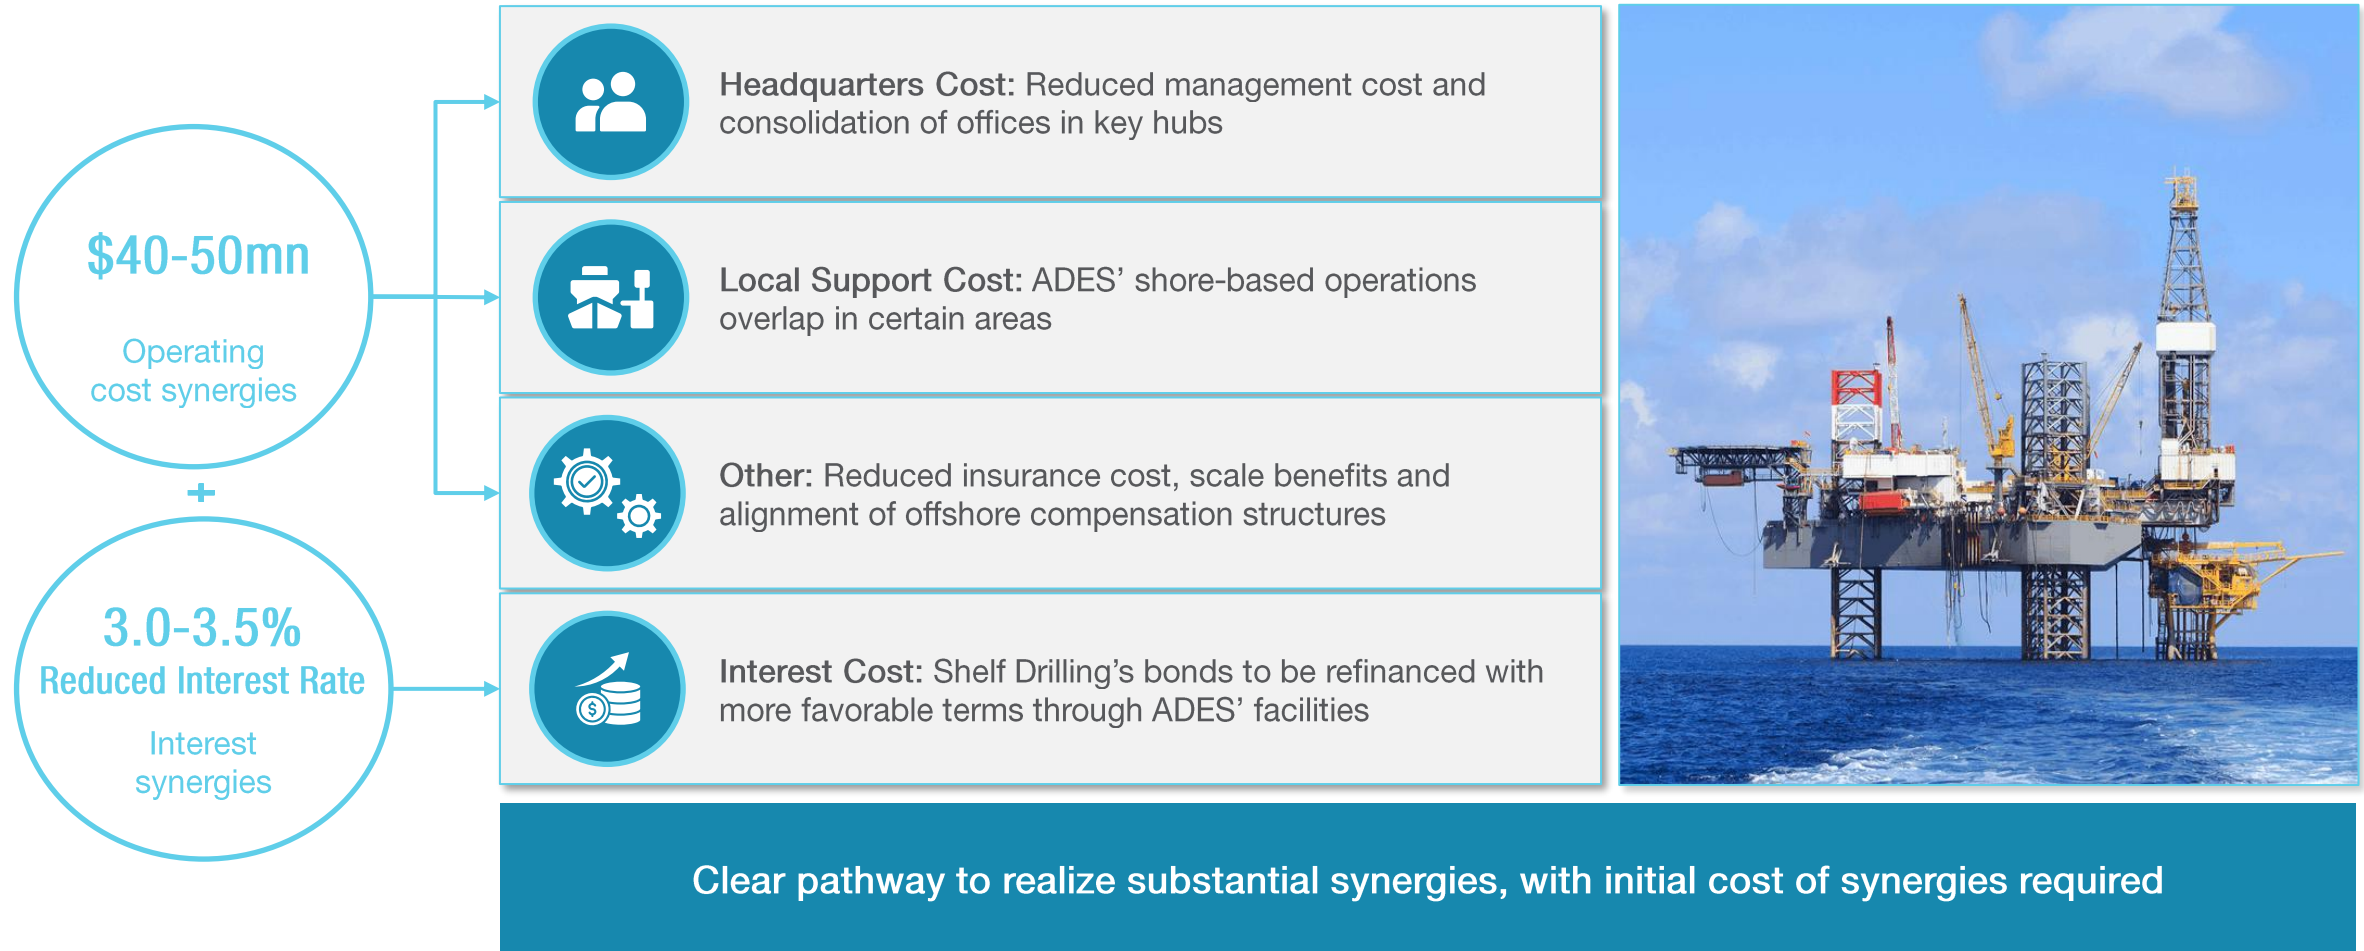 $40-50mn
Operating
cost synergies
+
3.0-3.5%
Reduced Interest Rate
Interest
synergies
Headquarters Cost: Reduced management cost and
consolidation of offices in key hubs
Local Support Cost: ADES’ shore-based operations
overlap in certain areas
Other: Reduced insurance cost, scale benefits and
alignment of offshore compensation structures
$
Interest Cost: Shelf Drilling’s bonds to be refinanced with
more favorable terms through ADES’ facilities
Clear pathway to realize substantial synergies, with initial cost of synergies required